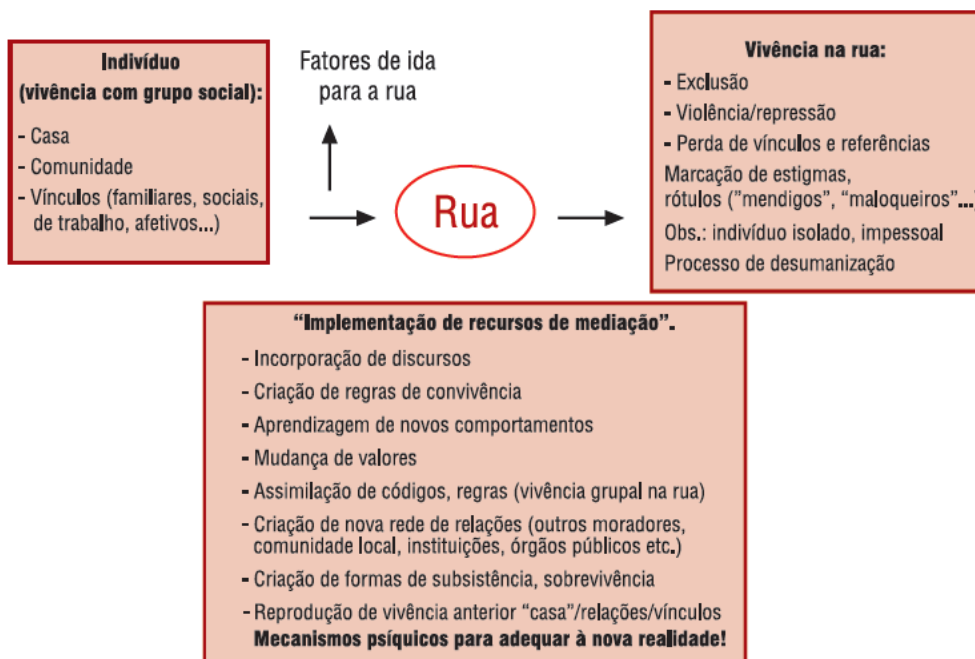 Indivíduo
(vivência com grupo social):
- Casa
- Comunidade
- Vínculos (familiares, sociais,
de trabalho, afetivos...)
Fatores de ida
para a rua
Rua
Vivência na rua:
- Exclusão
- Violência/repressão
- Perda de vínculos e referências
Marcação de estigmas,
rótulos ("mendigos", “maloqueiros”...)
Obs.: indivíduo isolado, impessoal
Processo de desumanização
“Implementação de recursos de mediação”.
- Incorporação de discursos
- Criação de regras de convivência
- Aprendizagem de novos comportamentos
- Mudança de valores
- Assimilação de códigos, regras (vivência grupal na rua)
- Criação de nova rede de relações (outros moradores,
comunidade local, instituições, órgãos públicos etc.)
- Criação de formas de subsistência, sobrevivência
- Reprodução de vivência anterior “casa”/relações/vínculos
Mecanismos psíquicos para adequar à nova realidade!